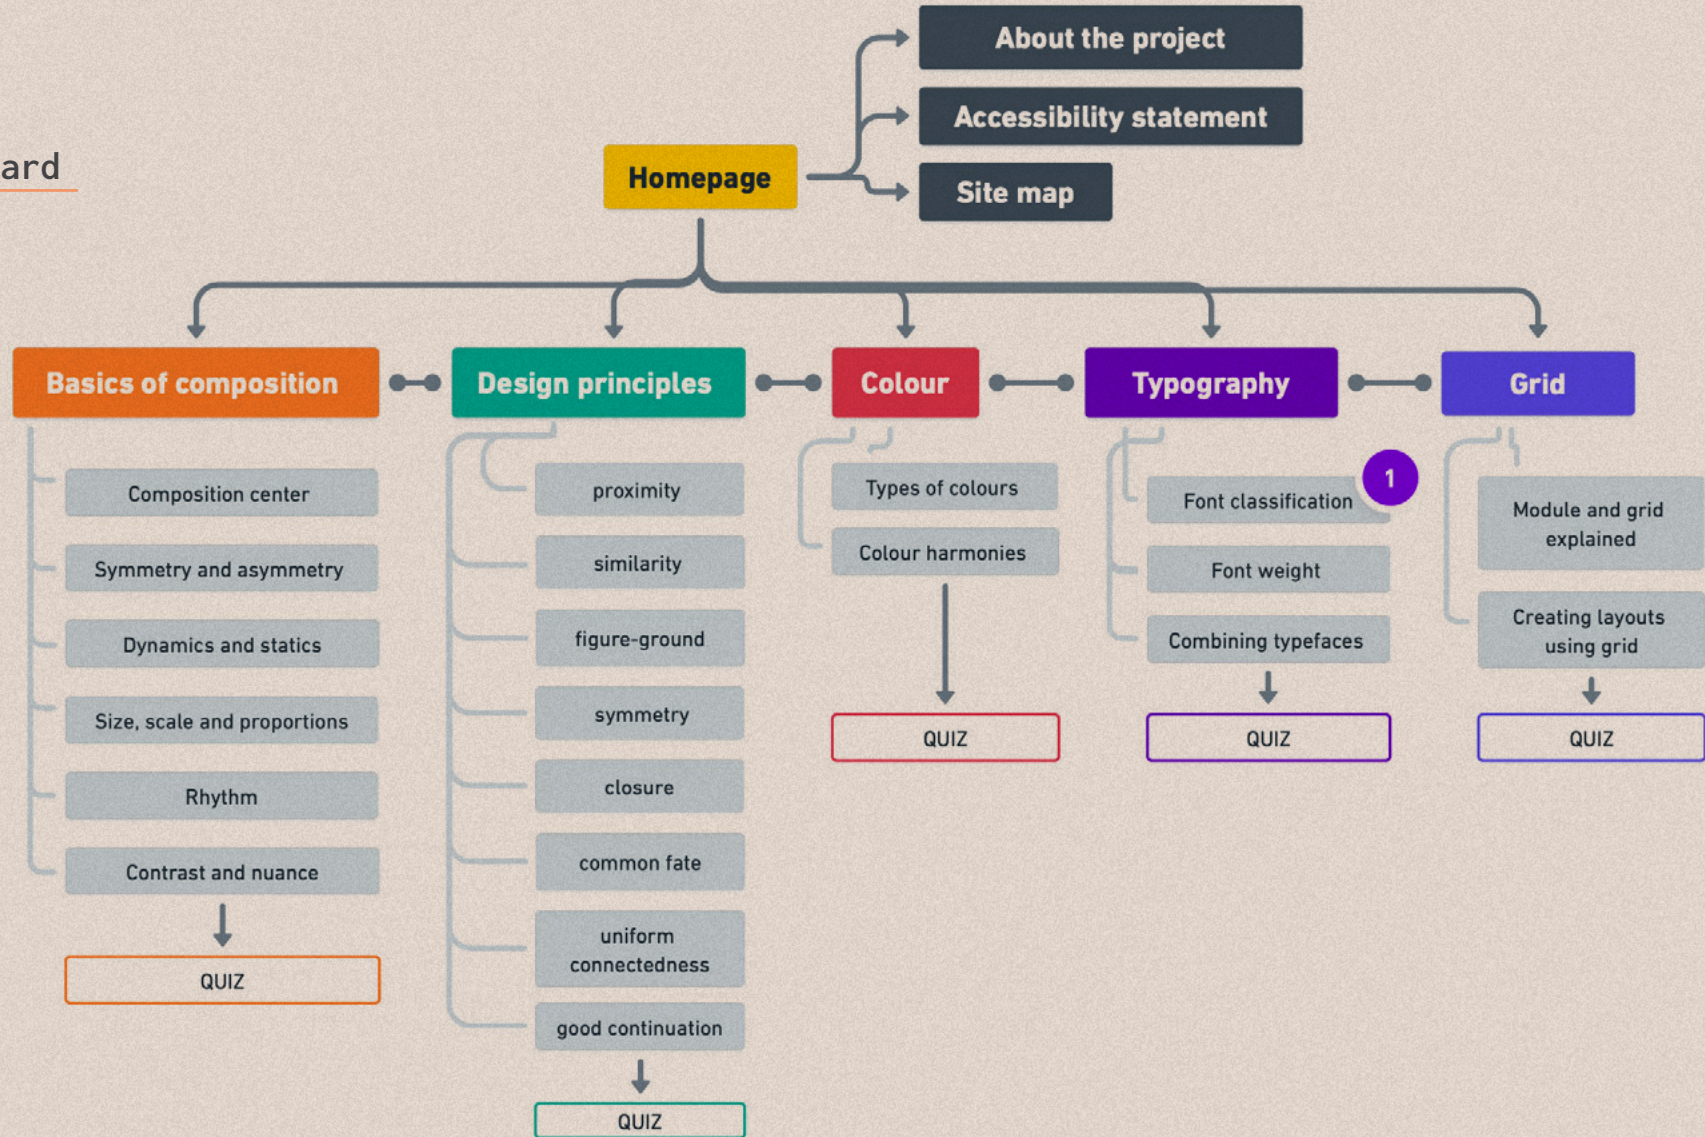 About the project
Accessibility statement
ard
Homepage
Site map
Basics of composition
Design principles
Colour
Typography
Grid
Composition center
Symmetry and asymmetry
Dynamics and statics
Size, scale and proportions
Rhythm
Contrast and nuance
QUIZ
proximity
similarity
figure-ground
symmetry
closure
common fate
uniform
connectedness
good continuation
QUIZ
Types of colours
Colour harmonies
QUIZ
1
Font classification
Font weight
Combining typefaces
QUIZ
Module and grid
explained
Creating layouts
using grid
QUIZ